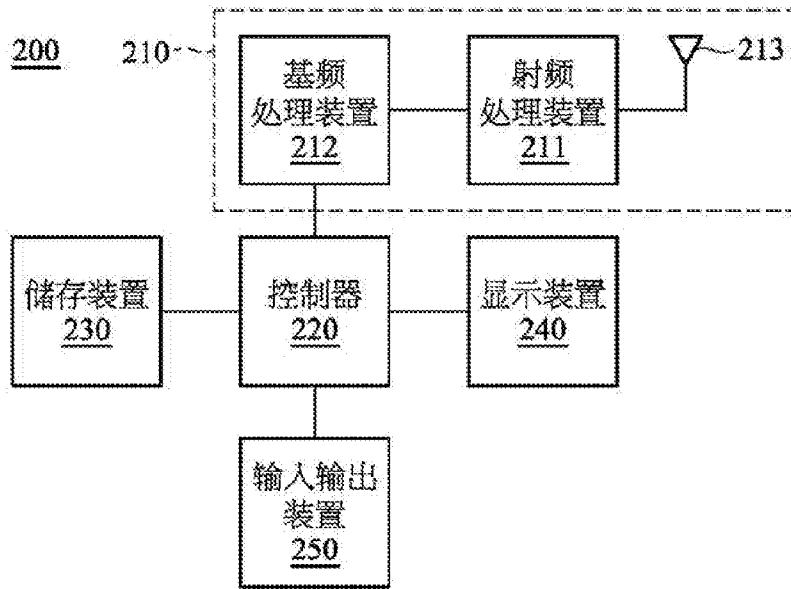 200
210
基频
处理装置
212
射频
处理装置
211
213
储存装置
230
控制器
220
显示装置
240
输入输出
装置
250